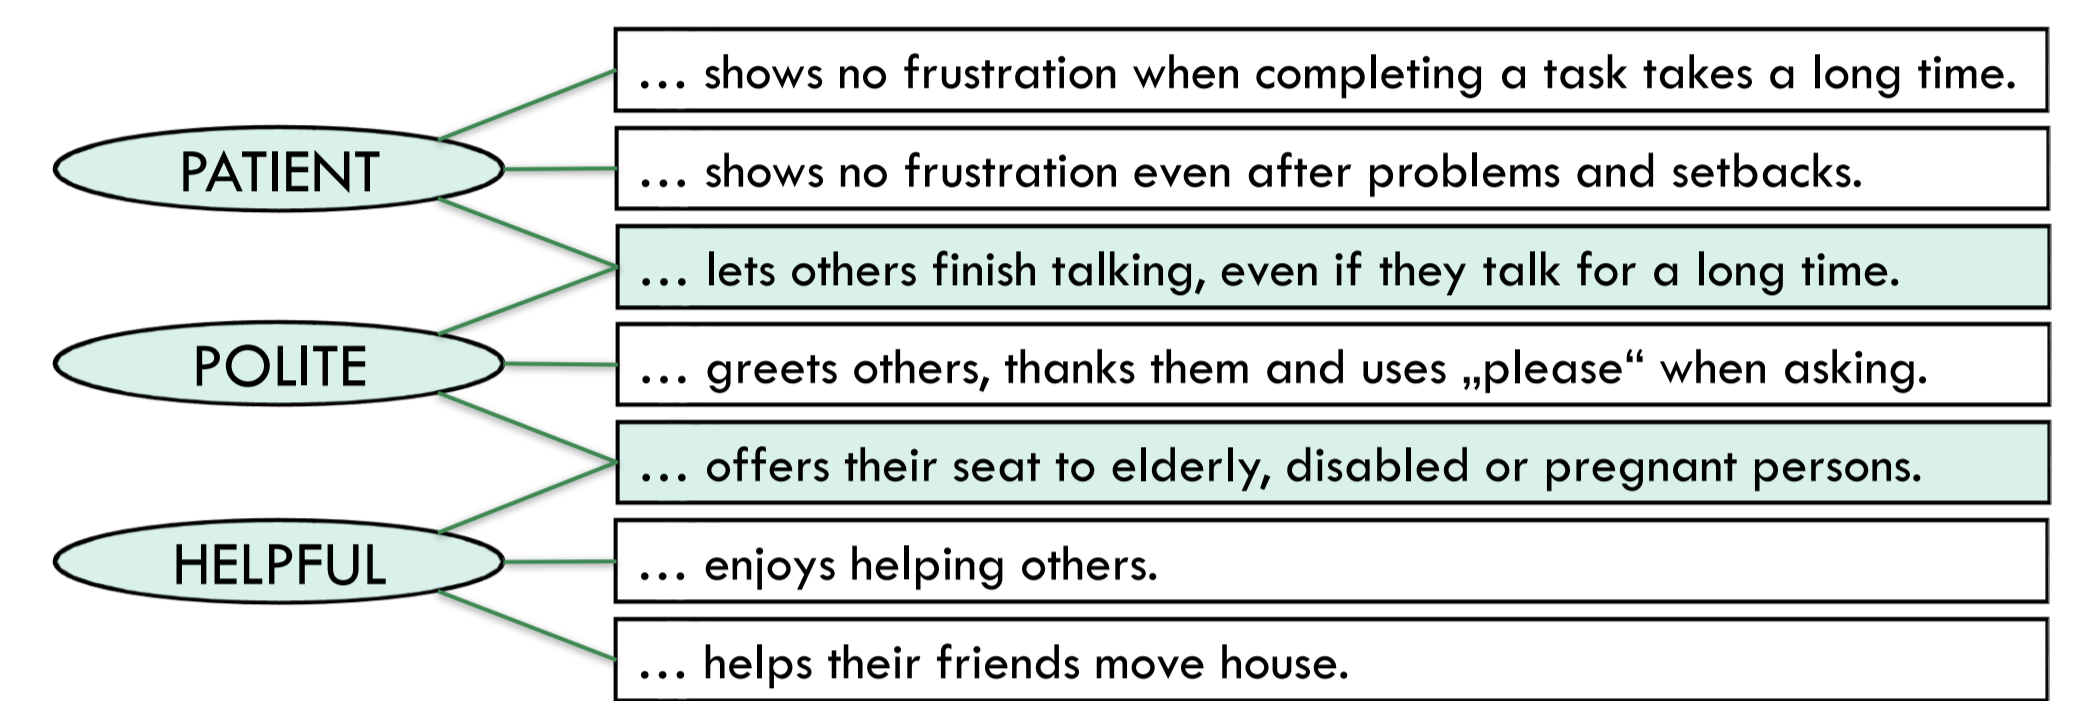 … shows no frustration when completing a task takes a long time.
PATIENT
… shows no frustration even after problems and setbacks.
… lets others finish talking, even if they talk for a long time.
POLITE
… greets others, thanks them and uses „please“ when asking.
… offers their seat to elderly, disabled or pregnant persons.
HELPFUL
… enjoys helping others.
… helps their friends move house.